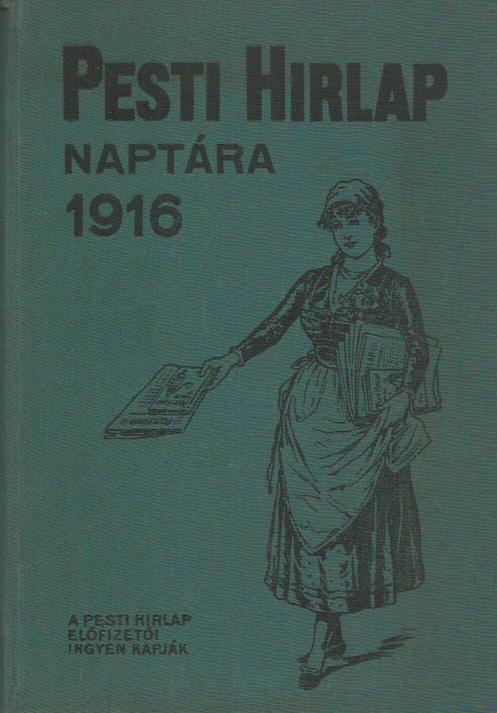 PESTI HIRLAP
NAPTÁRA
1916
A PESTI HIRLAP
ELŐFIZETŐI
INGYEN KAPJÁK